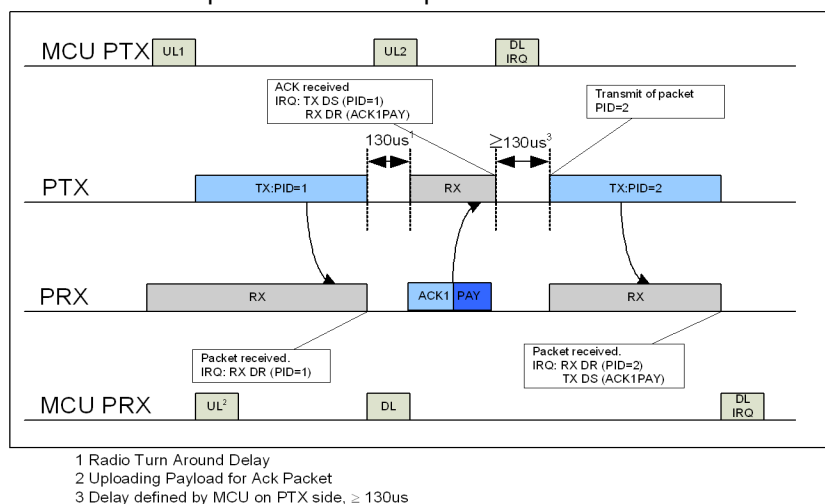 MCU PTX
UL1
UL2
DL
IRQ
ACK received
IRQ: TX DS (PID=1)
RX DR (ACK1PAY)
Transmit of packet
PID=2
130us1
≥130us3
PTX
TX:PID=1
RX
TX:PID=2
PRX
RX
ACK1
PAY
RX
Packet received.
IRQ: RX DR (PID=1)
Packet received.
IRQ: RX DR (PID=2)
TX DS (ACK1PAY)
MCU PRX
UL2
DL
DL
IRQ
1 Radio Turn Around Delay
2 Uploading Payload for Ack Packet
3 Delay defined by MCU on PTX side, ≥ 130us